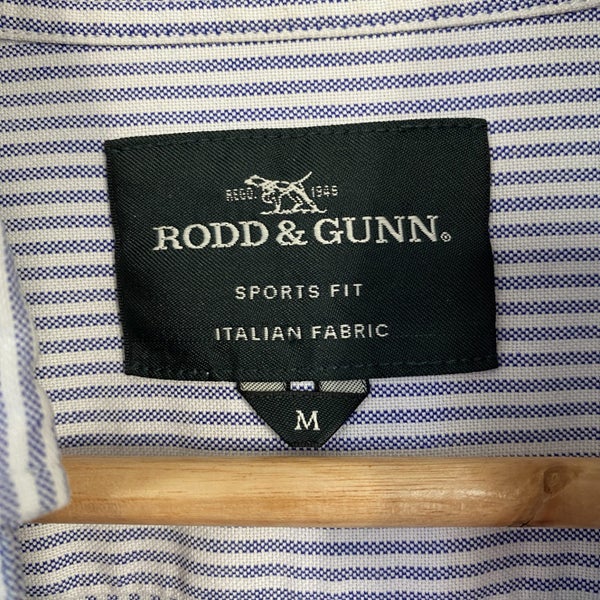 REGD. 1946
RODD & GUNN®
SPORTS FIT
ITALIAN FABRIC
M